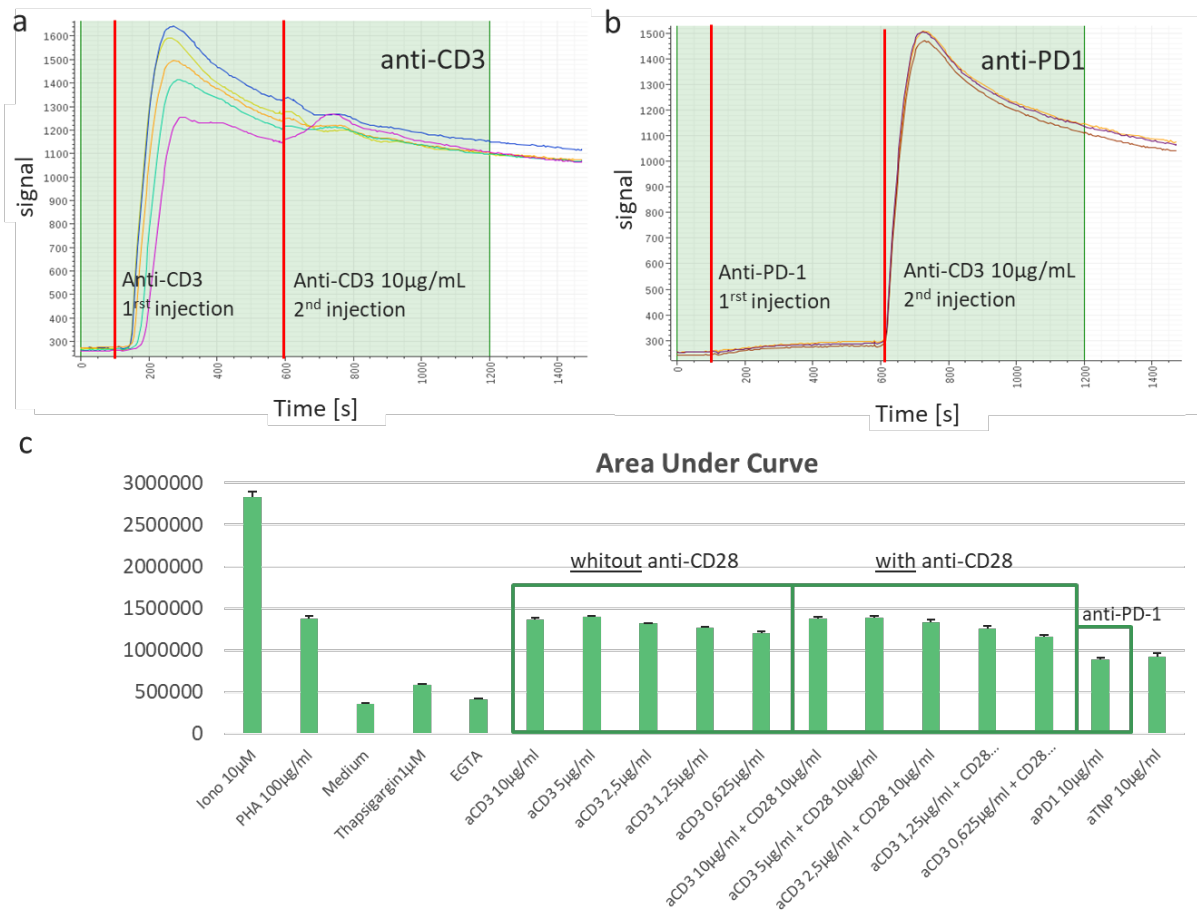 a
anti-CD3
1600
1500
1400
1300
1200
1100
1000
900
800
700
600
500
400
300
signal
Anti-CD3
1rst injection
Anti-CD3 10µg/mL
2nd injection
0
200
400
600
800
1000
1200
1400
Time [s]
b
anti-PD1
1500
1400
1300
1200
1100
1000
900
800
700
600
500
400
300
signal
Anti-PD-1
1rst injection
Anti-CD3 10µg/mL
2nd injection
0
200
400
600
800
1000
1200
1400
Time [s]
c
Area Under Curve
3000000
2500000
2000000
1500000
1000000
500000
0
whitout anti-CD28
with anti-CD28
anti-PD-1
Iono 10µM
PHA 100µg/ml
Medium
Thapsigargin1µM
EGTA
aCD3 10µg/ml
aCD3 5µg/ml
aCD3 2,5µg/ml
aCD3 1,25µg/ml
aCD3 0,625µg/ml
aCD3 10µg/ml + CD28 10µg/ml
aCD3 5µg/ml + CD28 10µg/ml
aCD3 2,5µg/ml + CD28 10µg/ml
aCD3 1,25µg/ml + CD28...
aCD3 0,625µg/ml + CD28...
aPD1 10µg/ml
aTNP 10µg/ml